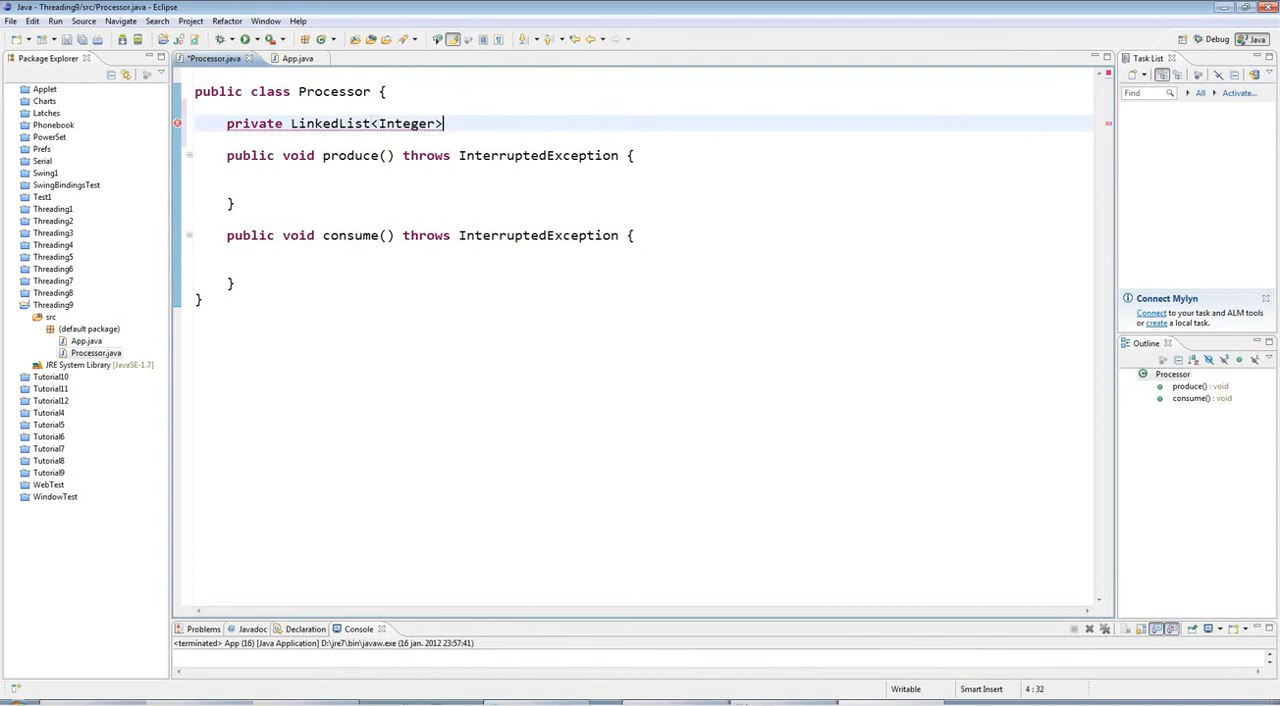 Java - Threading9/src/Processor.java - Eclipse
File Edit Run Source Navigate Search Project Refactor Window Help
Debug Java
Package Explorer
*Processor.java App.java
Task List
Find All Activate...
Applet
Charts
Latches
Phonebook
PowerSet
Prefs
Serial
Swing1
SwingBindingsTest
Test1
Threading1
Threading2
Threading3
Threading4
Threading5
Threading6
Threading7
Threading8
Threading9
src
(default package)
App.java
Processor.java
JRE System Library [JavaSE-1.7]
Tutorial10
Tutorial11
Tutorial12
Tutorial4
Tutorial5
Tutorial6
Tutorial7
Tutorial8
Tutorial9
WebTest
WindowTest
public class Processor {
private LinkedList<Integer>
public void produce() throws InterruptedException {
}
public void consume() throws InterruptedException {
}
}
Connect Mylyn
Connect to your task and ALM tools
or create a local task.
Outline
Processor
produce() : void
consume() : void
Problems Javadoc Declaration Console
<terminated> App (16) [Java Application] D:\jre7\bin\javaw.exe (16 jan. 2012 23:57:41)
Writable Smart Insert 4 : 32